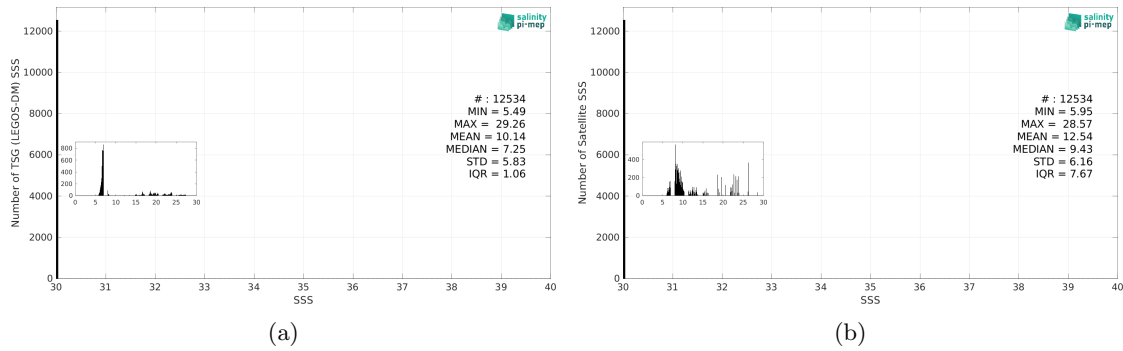 salinity
pi-mep
12000
10000
8000
6000
4000
2000
0
Number of TSG (LEGOS-DM) SSS
# : 12534
MIN = 5.49
MAX = 29.26
MEAN = 10.14
MEDIAN = 7.25
STD = 5.83
IQR = 1.06
800
600
400
200
0
0 5 10 15 20 25 30
30 31 32 33 34 35 36 37 38 39 40
SSS
(a)
salinity
pi-mep
12000
10000
8000
6000
4000
2000
0
Number of Satellite SSS
# : 12534
MIN = 5.95
MAX = 28.57
MEAN = 12.54
MEDIAN = 9.43
STD = 6.16
IQR = 7.67
400
200
0
0 5 10 15 20 25 30
30 31 32 33 34 35 36 37 38 39 40
SSS
(b)